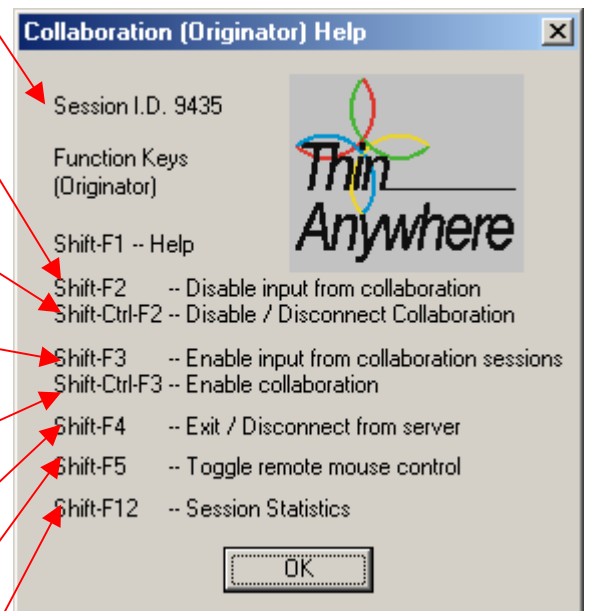 Collaboration (Originator) Help
Session I.D. 9435
Function Keys
(Originator)
Thin
Anywhere
Shift-F1 -- Help
Shift-F2 -- Disable input from collaboration
Shift-Ctrl-F2 -- Disable / Disconnect Collaboration
Shift-F3 -- Enable input from collaboration sessions
Shift-Ctrl-F3 -- Enable collaboration
Shift-F4 -- Exit / Disconnect from server
Shift-F5 -- Toggle remote mouse control
Shift-F12 -- Session Statistics
OK